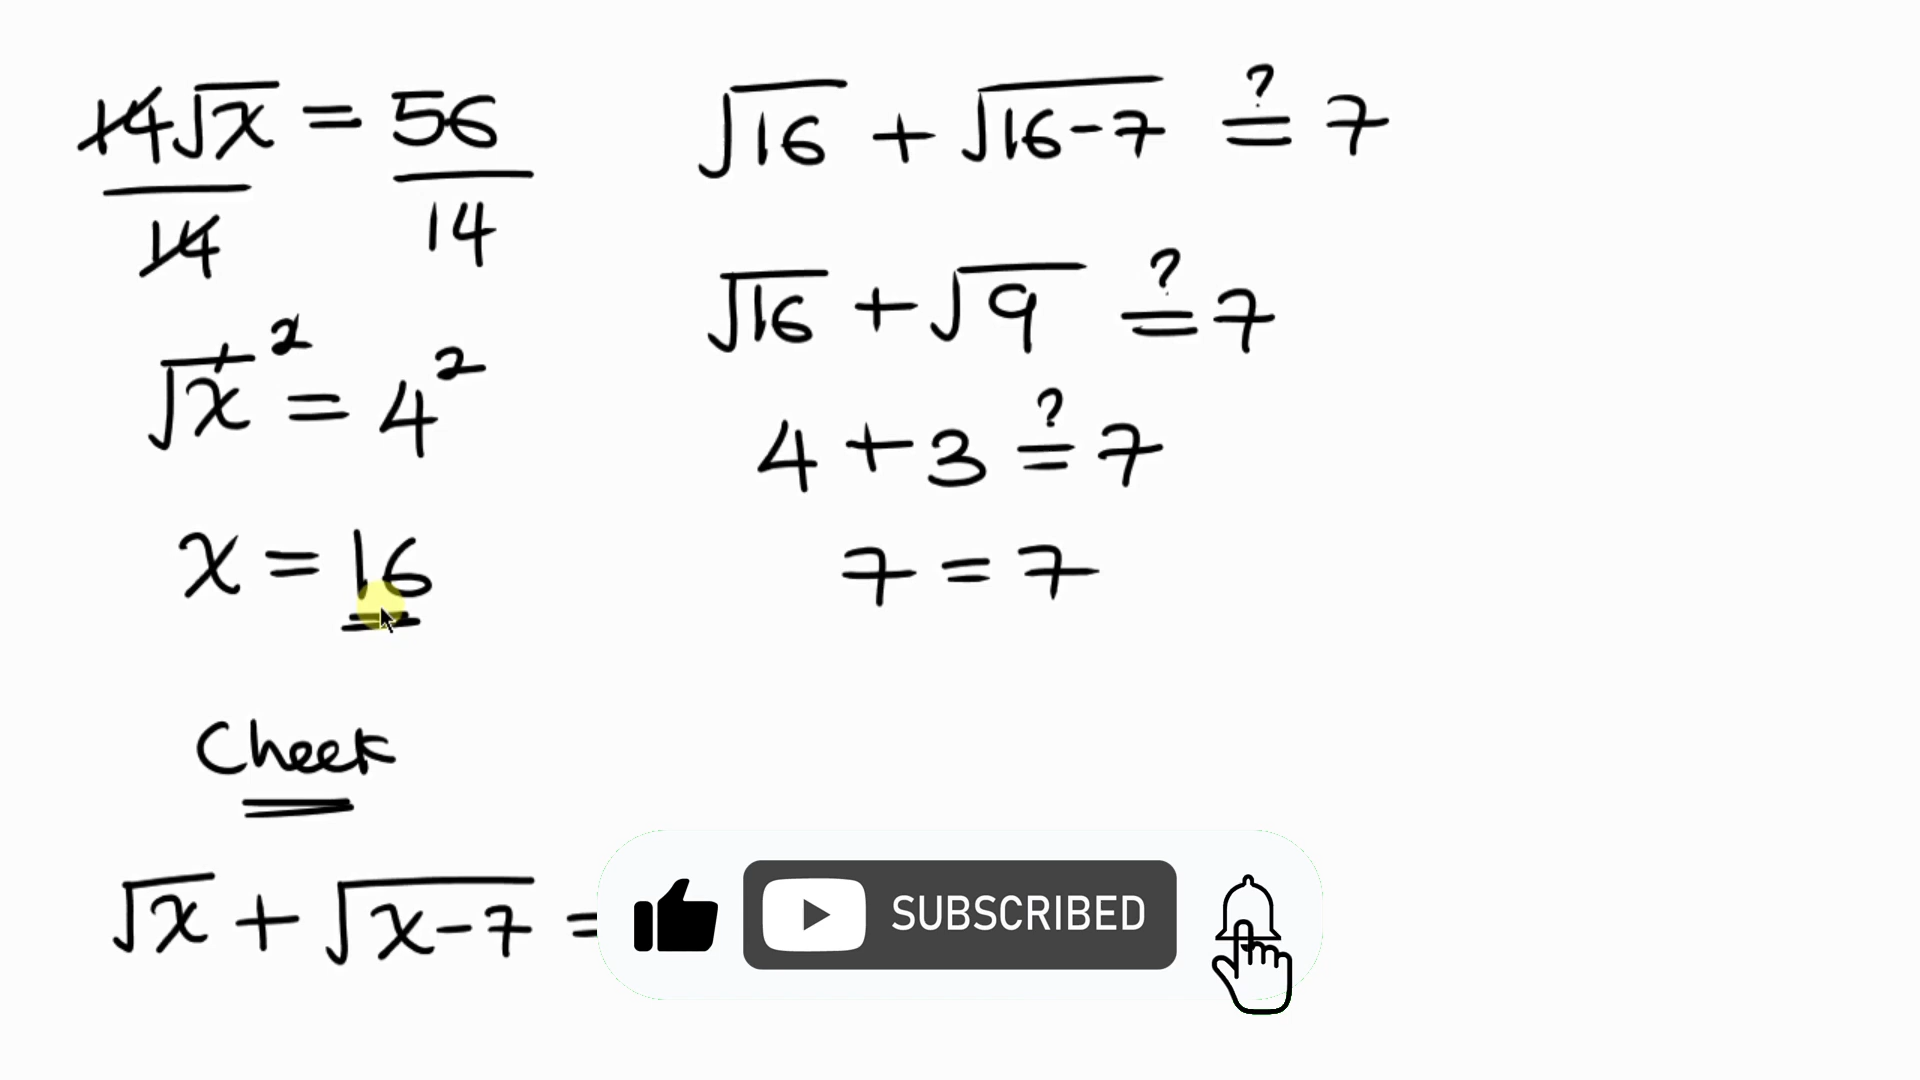 14√x = 56
14 14
√x² = 4²
x = 16
Check
√x + √x-7 =
√16 + √16-7 ?= 7
√16 + √9 ?= 7
4 + 3 ?= 7
7 = 7
SUBSCRIBED